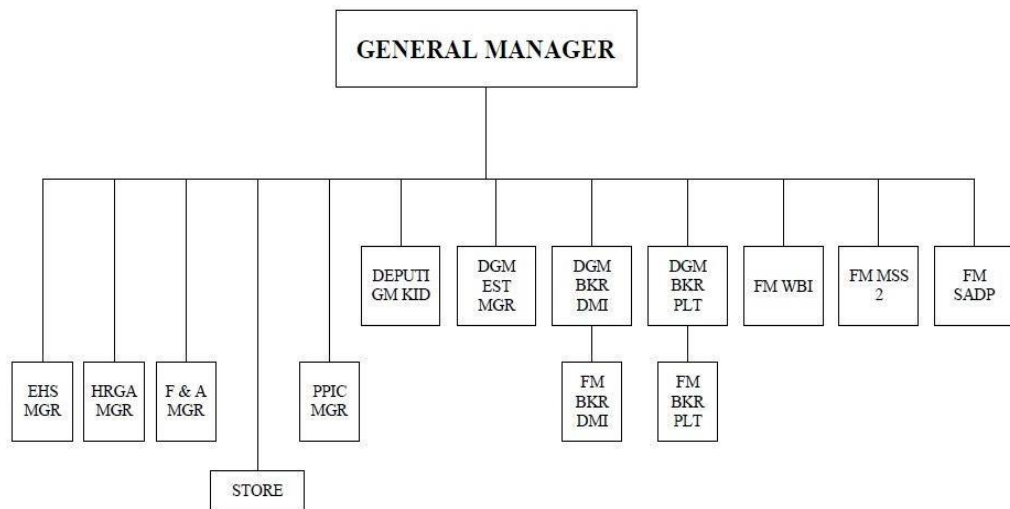 GENERAL MANAGER
DEPUTI
GM KID
DGM
EST
MGR
DGM
BKR
DMI
DGM
BKR
PLT
FM WBI
FM MSS
2
FM
SADP
EHS
MGR
HRGA
MGR
F & A
MGR
PPIC
MGR
FM
BKR
DMI
FM
BKR
PLT
STORE